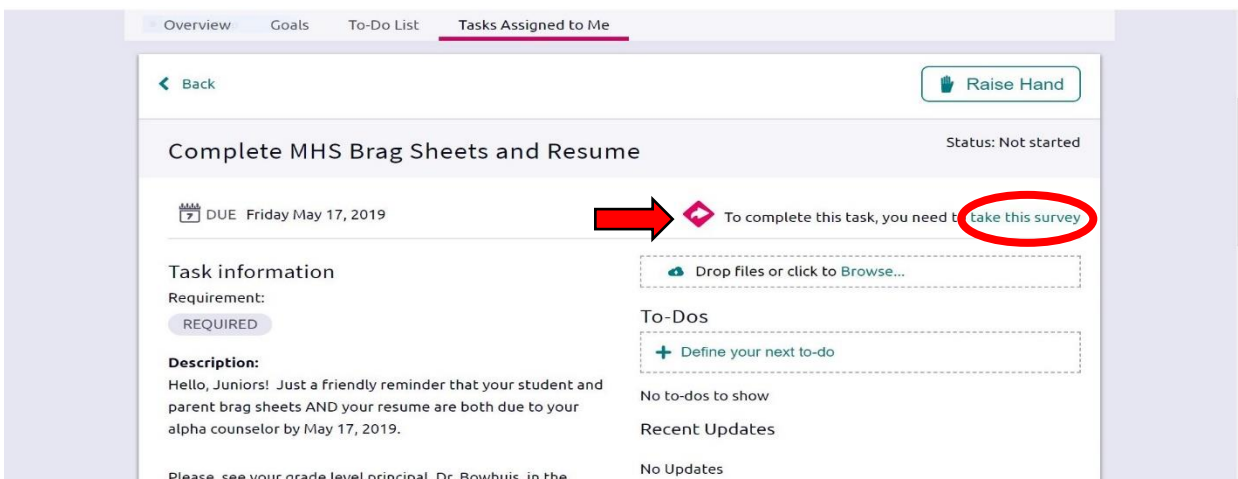 Overview Goals To-Do List Tasks Assigned to Me
Back
Raise Hand
Complete MHS Brag Sheets and Resume
Status: Not started
7 DUE Friday May 17, 2019
To complete this task, you need t take this survey
Task information
Requirement:
REQUIRED
Description:
Hello, Juniors! Just a friendly reminder that your student and
parent brag sheets AND your resume are both due to your
alpha counselor by May 17, 2019.
Please, see your grade level principal, Dr. Bowhuis, in the
Drop files or click to Browse...
To-Dos
+ Define your next to-do
No to-dos to show
Recent Updates
No Updates